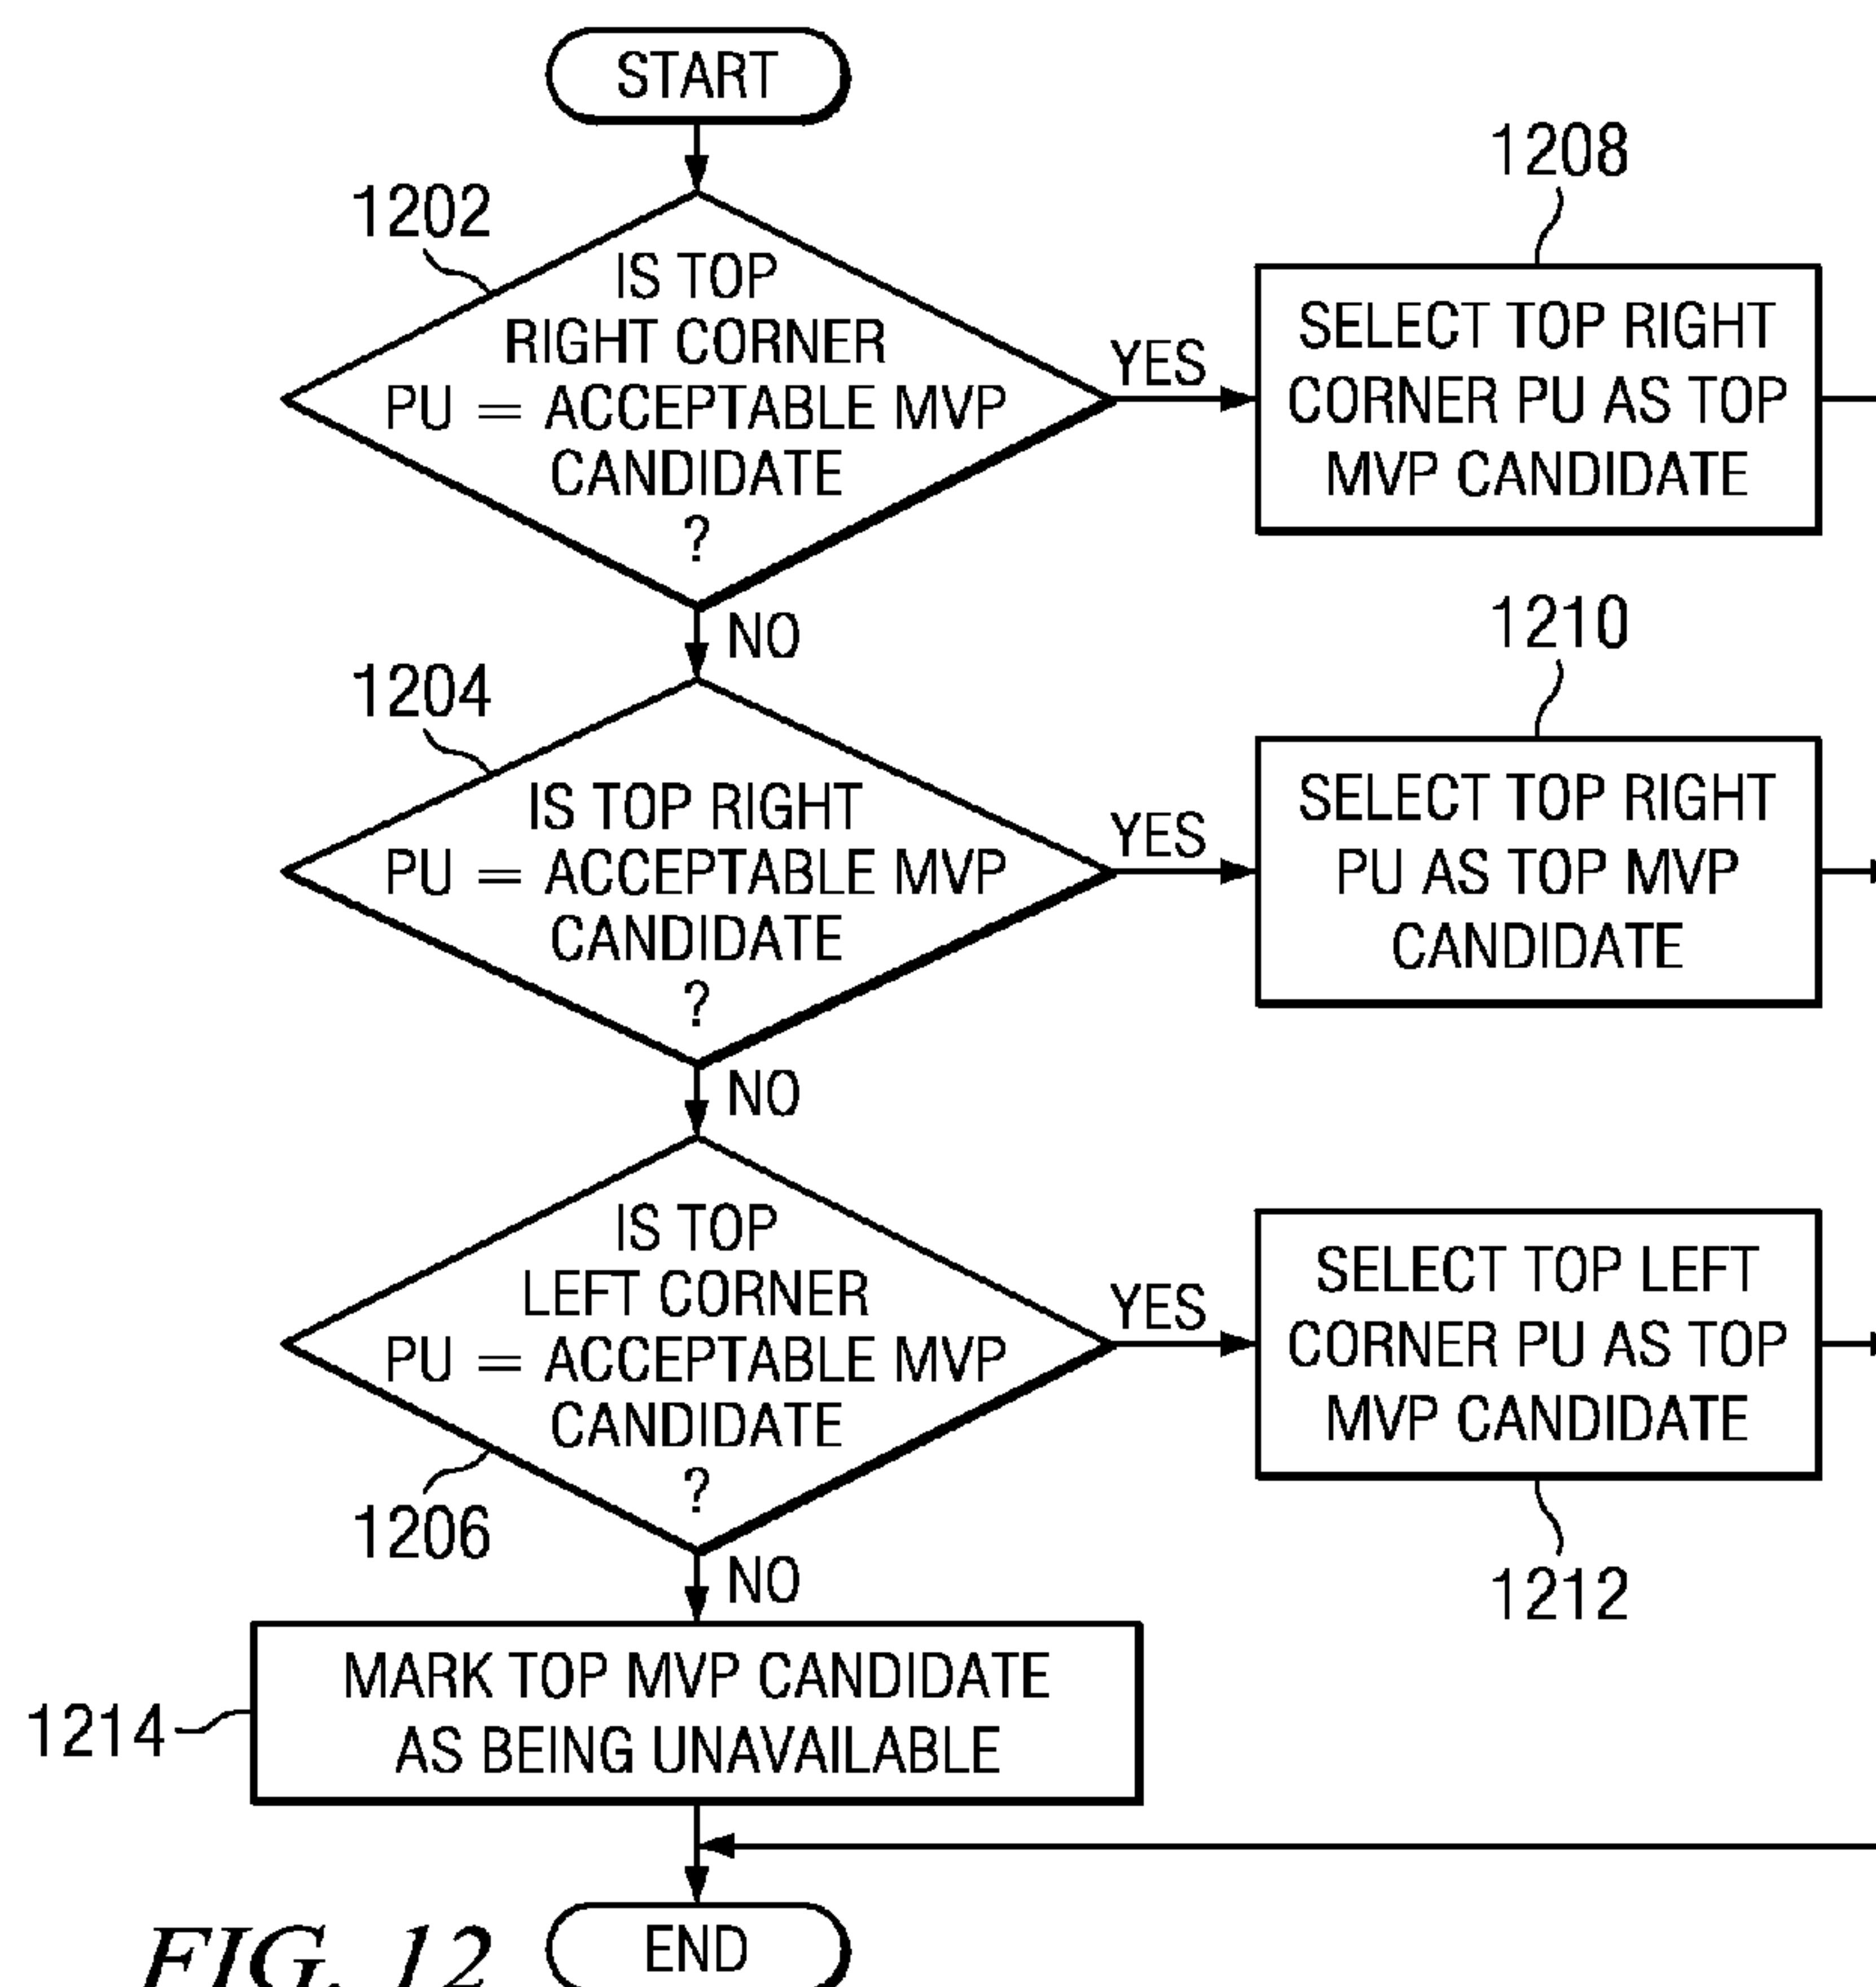 START
1202
IS TOP
RIGHT CORNER
PU = ACCEPTABLE MVP
CANDIDATE
?
YES
1208
SELECT TOP RIGHT
CORNER PU AS TOP
MVP CANDIDATE
NO
1204
IS TOP RIGHT
PU = ACCEPTABLE MVP
CANDIDATE
?
YES
1210
SELECT TOP RIGHT
PU AS TOP MVP
CANDIDATE
NO
IS TOP
LEFT CORNER
PU = ACCEPTABLE MVP
CANDIDATE
?
1206
YES
SELECT TOP LEFT
CORNER PU AS TOP
MVP CANDIDATE
1212
NO
1214
MARK TOP MVP CANDIDATE
AS BEING UNAVAILABLE
END
FIG. 12